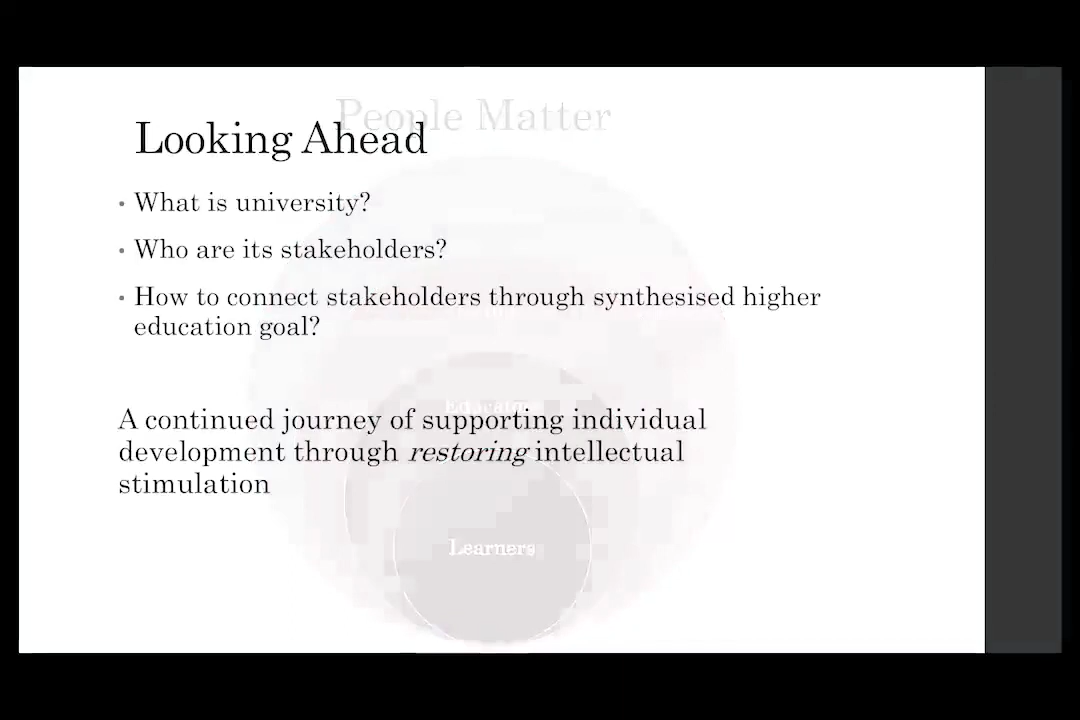 People Matter
Looking Ahead
• What is university?
• Who are its stakeholders?
• How to connect stakeholders through synthesised higher
education goal?
A continued journey of supporting individual
development through restoring intellectual
stimulation
Learners